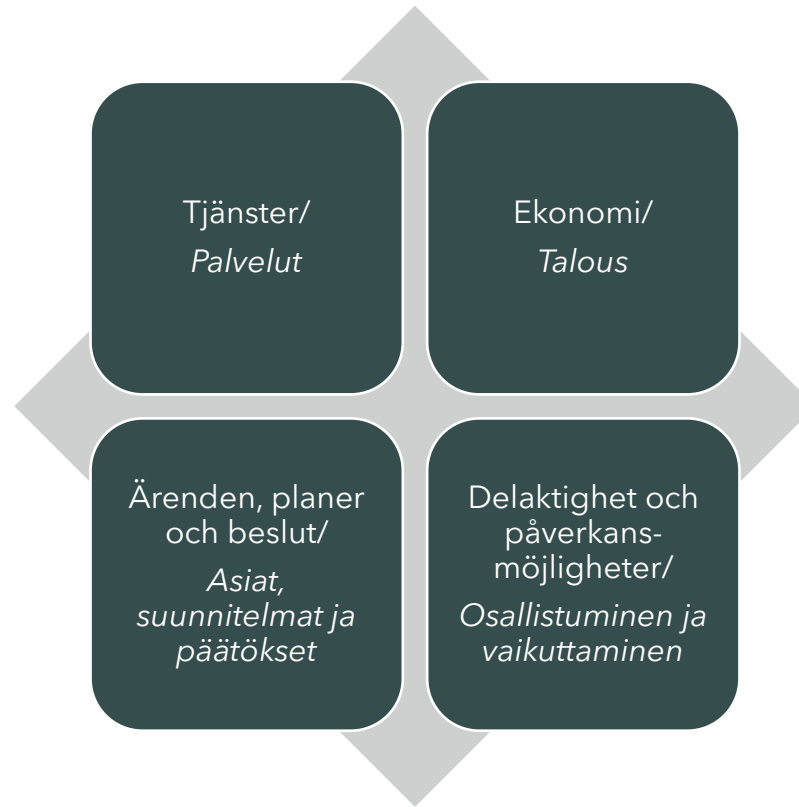 Tjänster/
Palvelut
Ekonomi/
Talous
Ärenden, planer
och beslut/
Asiat,
suunnitelmat ja
päätökset
Delaktighet och
påverkans-
möjligheter/
Osallistuminen ja
vaikuttaminen